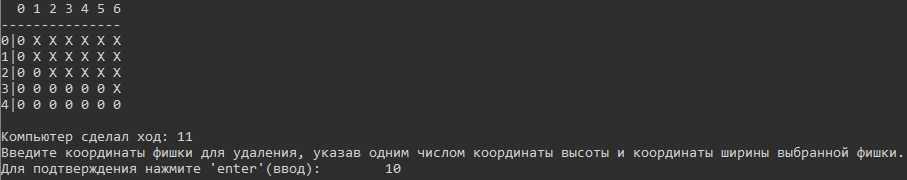 0 1 2 3 4 5 6
---------------
0|0 X X X X X X
1|0 X X X X X X
2|0 0 X X X X X
3|0 0 0 0 0 0 X
4|0 0 0 0 0 0 0
Компьютер сделал ход: 11
Введите координаты фишки для удаления, указав одним числом координаты высоты и координаты ширины выбранной фишки.
Для подтверждения нажмите 'enter'(ввод): 10